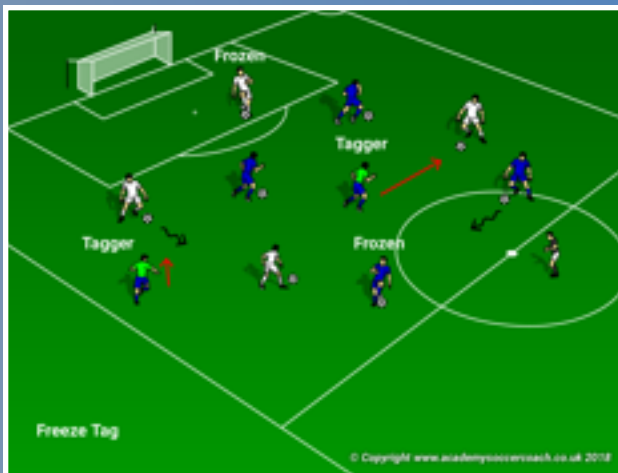 Frozen
Tagger
Tagger
Frozen
Freeze Tag
© Copyright www.academysoccercoach.co.uk 2018